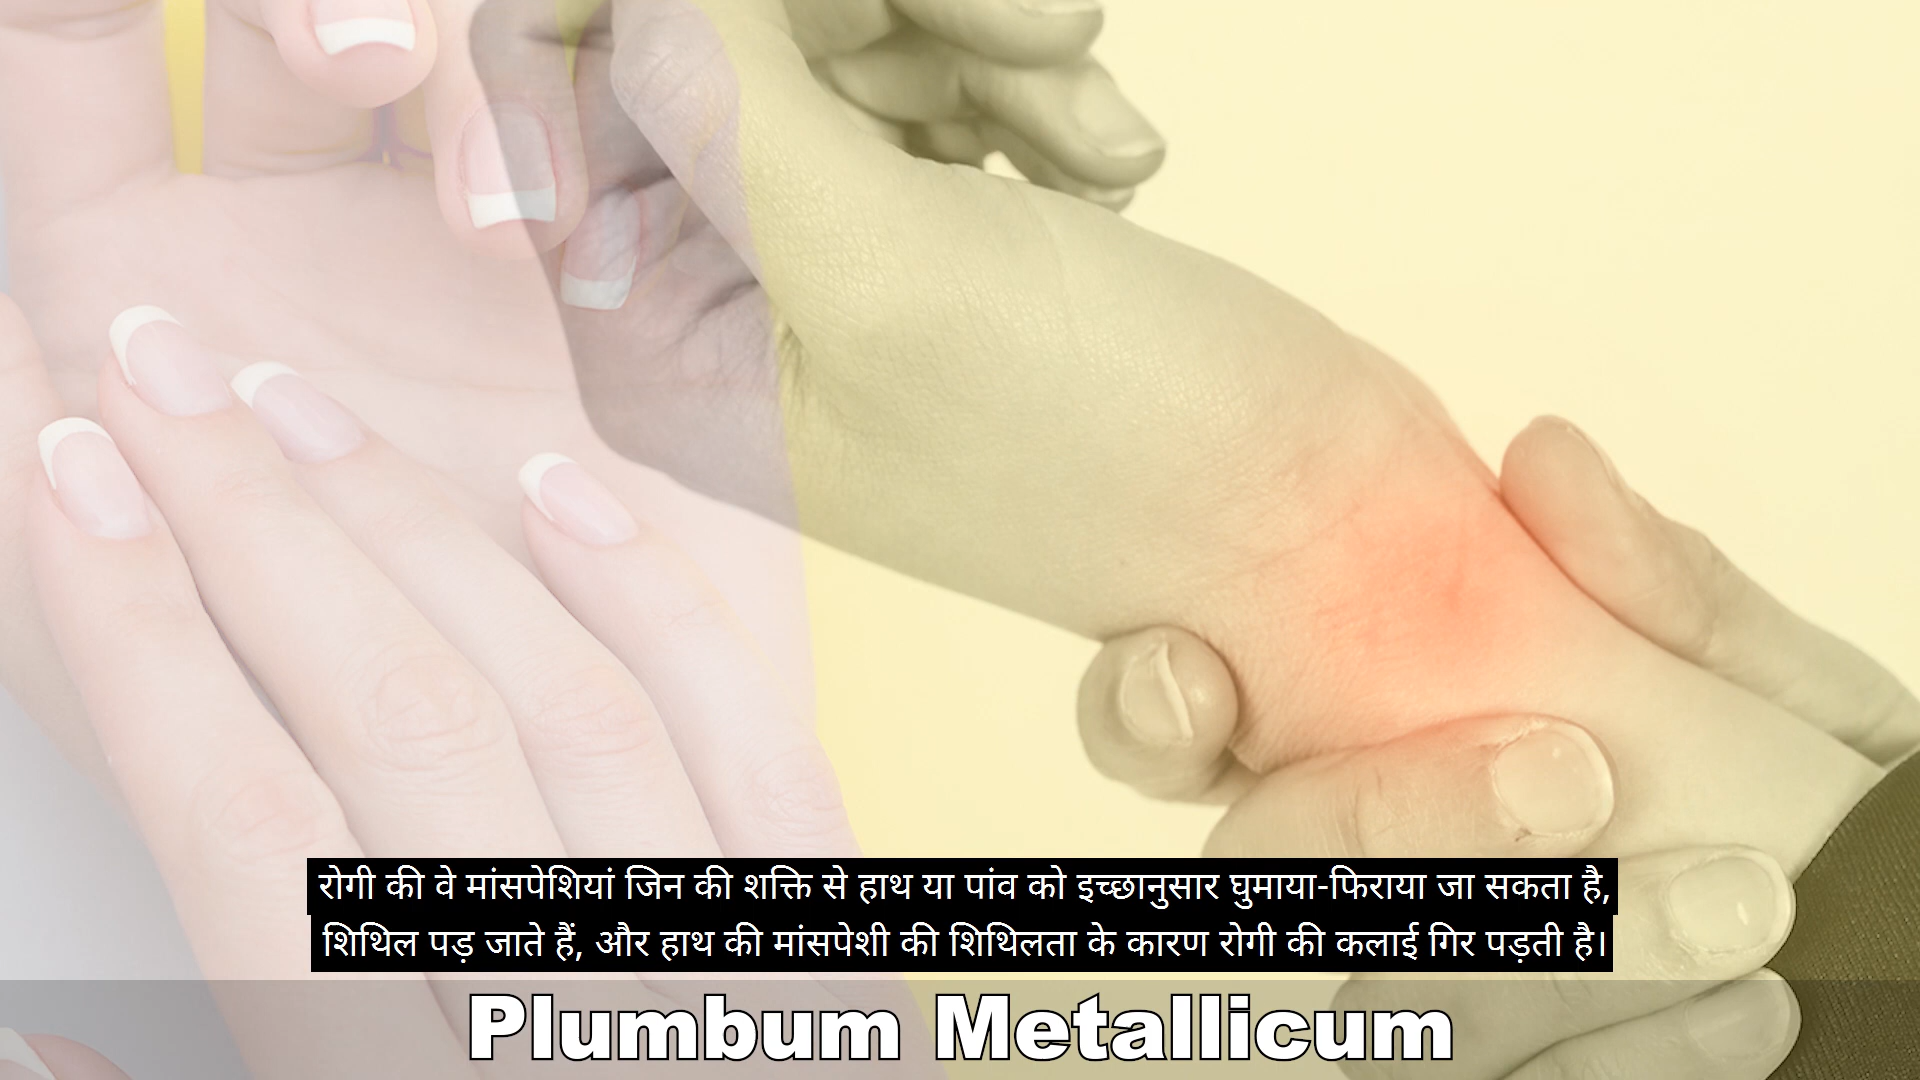 रोगी की वे मांसपेशियां जिन की शक्ति से हाथ या पांव को इच्छानुसार घुमाया-फिराया जा सकता है,
शिथिल पड़ जाते हैं, और हाथ की मांसपेशी की शिथिलता के कारण रोगी की कलाई गिर पड़ती है।
Plumbum Metallicum